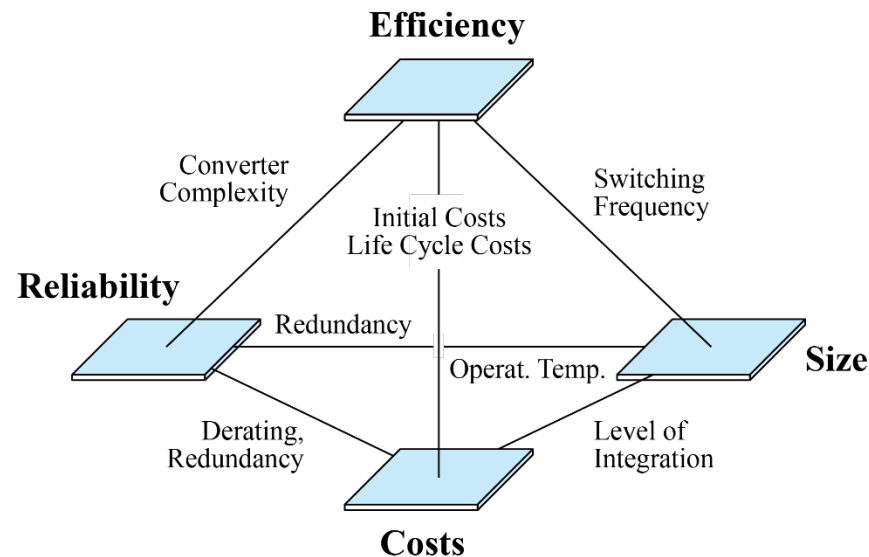 Efficiency
Converter
Complexity
Switching
Frequency
Initial Costs
Life Cycle Costs
Reliability
Redundancy
Operat. Temp.
Size
Derating,
Redundancy
Level of
Integration
Costs